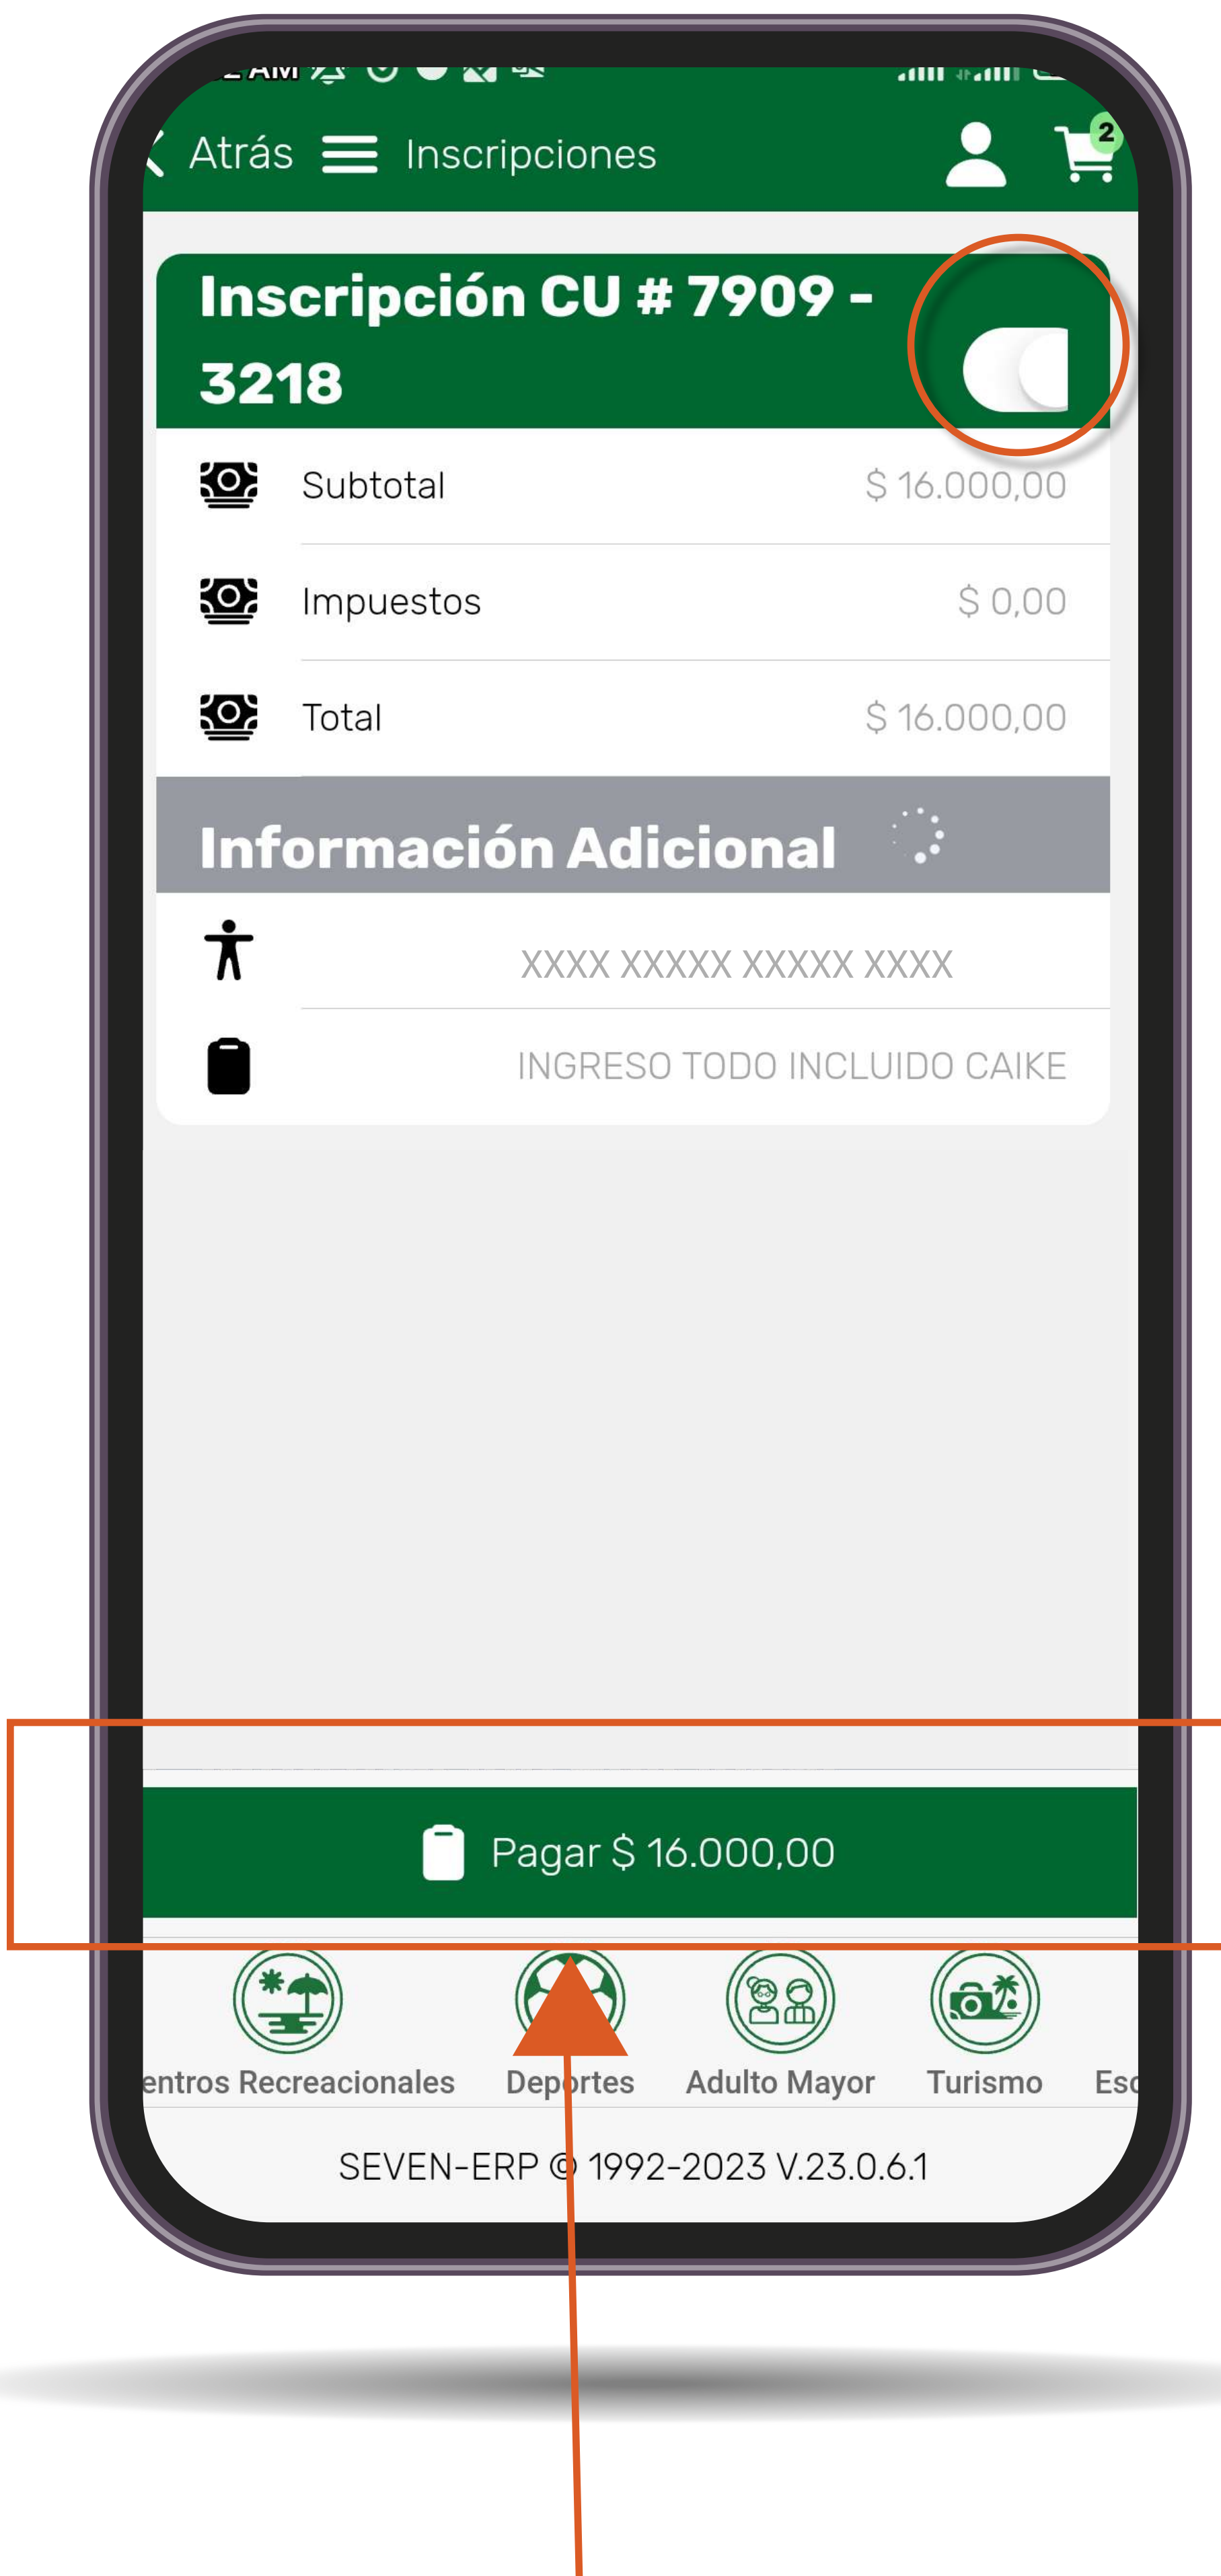 AM
Atrás Inscripciones
2
Inscripción CU # 7909 -
3218
Subtotal $ 16.000,00
Impuestos $ 0,00
Total $ 16.000,00
Información Adicional
XXXX XXXXX XXXXX XXXX
INGRESO TODO INCLUIDO CAIKE
Pagar $ 16.000,00
entros Recreacionales Deportes Adulto Mayor Turismo Esc
SEVEN-ERP © 1992-2023 V.23.0.6.1